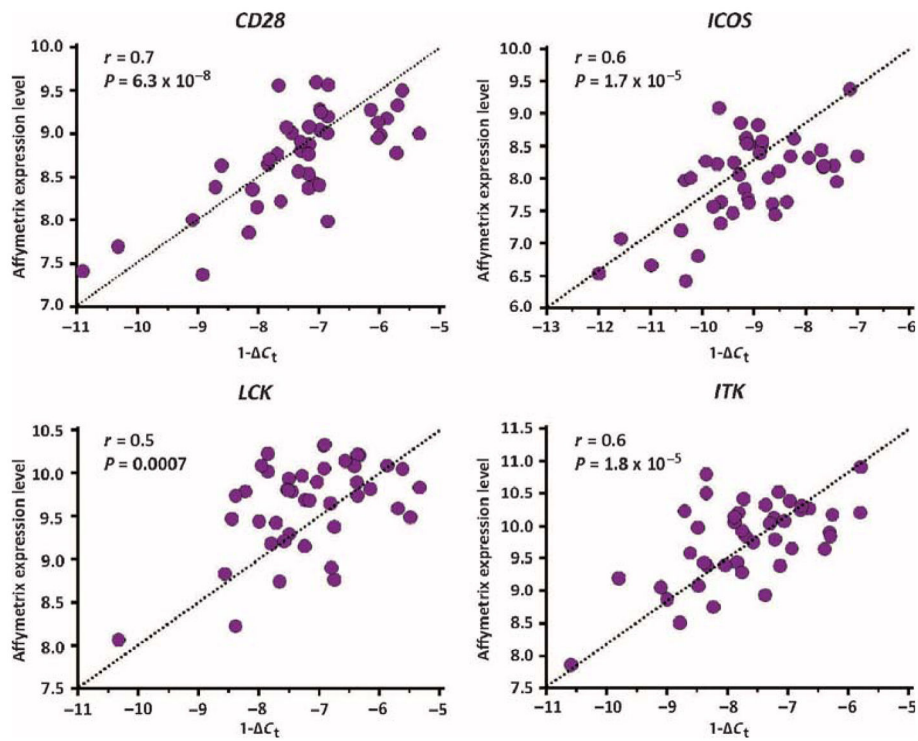 CD28
r = 0.7
P = 6.3 x 10⁻⁸
Affymetrix expression level
10.0
9.5
9.0
8.5
8.0
7.5
7.0
−11 −10 −9 −8 −7 −6 −5
1-ΔCt
ICOS
r = 0.6
P = 1.7 x 10⁻⁵
Affymetrix expression level
10.0
9.5
9.0
8.5
8.0
7.5
7.0
6.5
6.0
−13 −12 −11 −10 −9 −8 −7 −6
1-ΔCt
LCK
r = 0.5
P = 0.0007
Affymetrix expression level
10.5
10.0
9.5
9.0
8.5
8.0
7.5
−11 −10 −9 −8 −7 −6 −5
1-ΔCt
ITK
r = 0.6
P = 1.8 x 10⁻⁵
Affymetrix expression level
11.5
11.0
10.5
10.0
9.5
9.0
8.5
8.0
7.5
−11 −10 −9 −8 −7 −6 −5
1-ΔCt